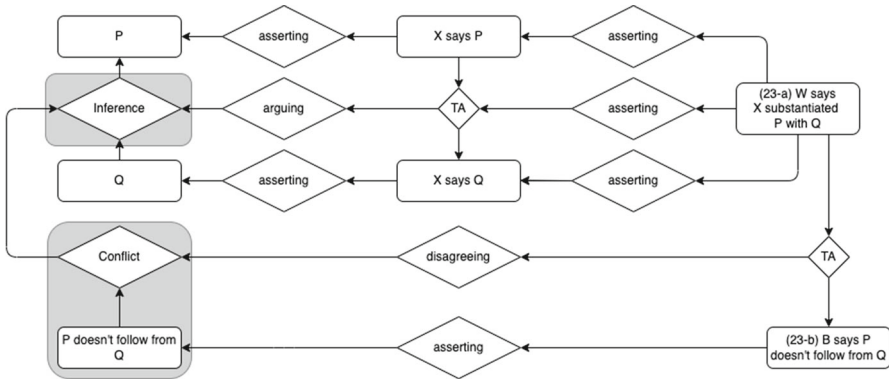 P
asserting
X says P
asserting
(23-a) W says
X substantiated
P with Q
Inference
arguing
TA
asserting
Q
asserting
X says Q
asserting
Conflict
disagreeing
TA
P doesn't follow from
Q
asserting
(23-b) B says P
doesn't follow from Q